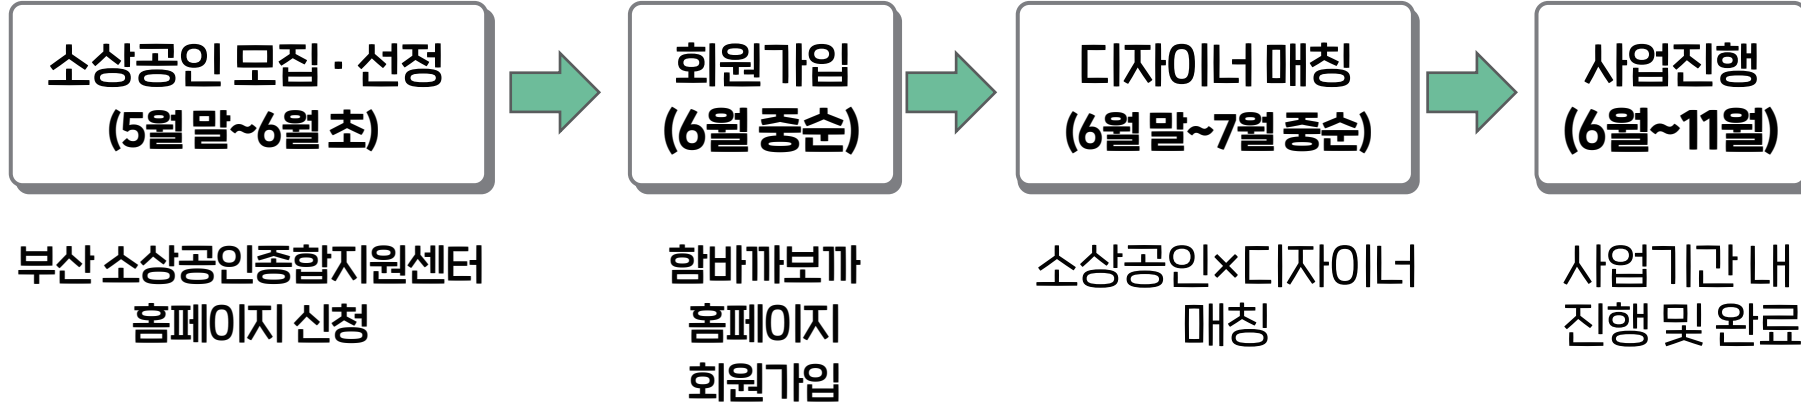 소상공인 모집 · 선정
(5월 말~6월 초)
부산 소상공인종합지원센터
홈페이지 신청
회원가입
(6월 중순)
함바까보까
홈페이지
회원가입
디자이너 매칭
(6월 말~7월 중순)
소상공인×디자이너
매칭
사업진행
(6월~11월)
사업기간 내
진행 및 완료